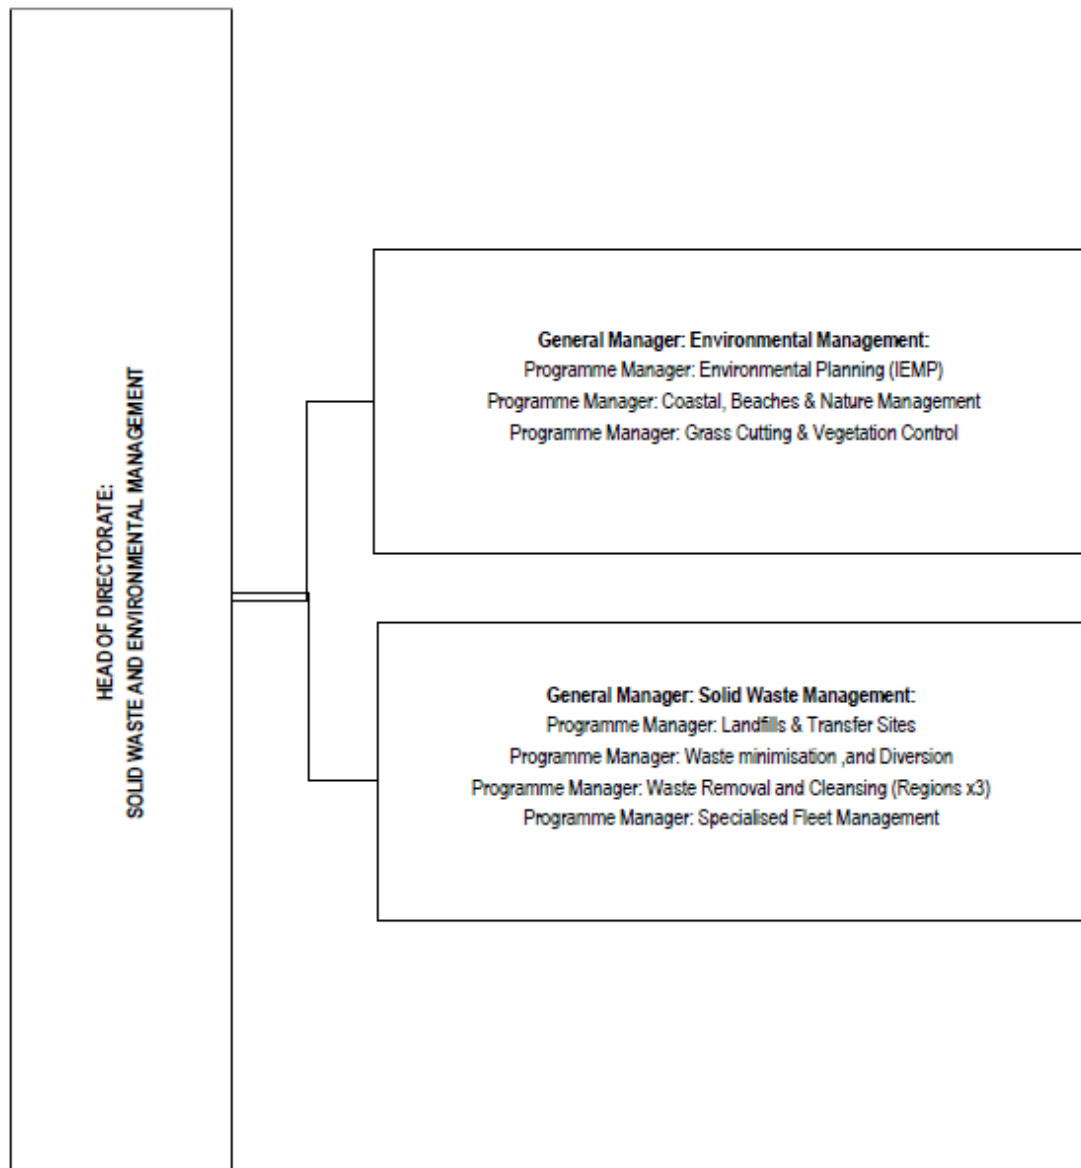 HEAD OF DIRECTORATE:
SOLID WASTE AND ENVIRONMENTAL MANAGEMENT
General Manager: Environmental Management:
Programme Manager: Environmental Planning (IEMP)
Programme Manager: Coastal, Beaches & Nature Management
Programme Manager: Grass Cutting & Vegetation Control
General Manager: Solid Waste Management:
Programme Manager: Landfills & Transfer Sites
Programme Manager: Waste minimisation ,and Diversion
Programme Manager: Waste Removal and Cleansing (Regions x3)
Programme Manager: Specialised Fleet Management